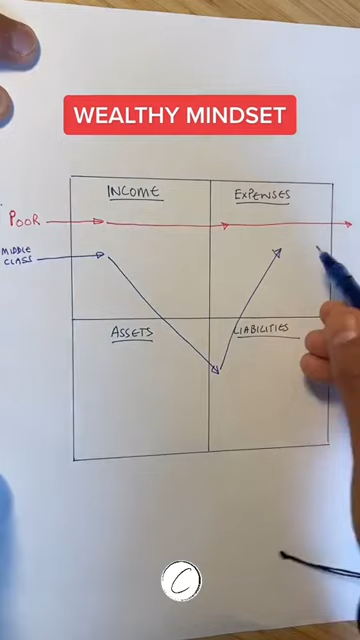 WEALTHY MINDSET
INCOME
EXPENSES
POOR
MIDDLE
CLASS
ASSETS
LIABILITIES
C